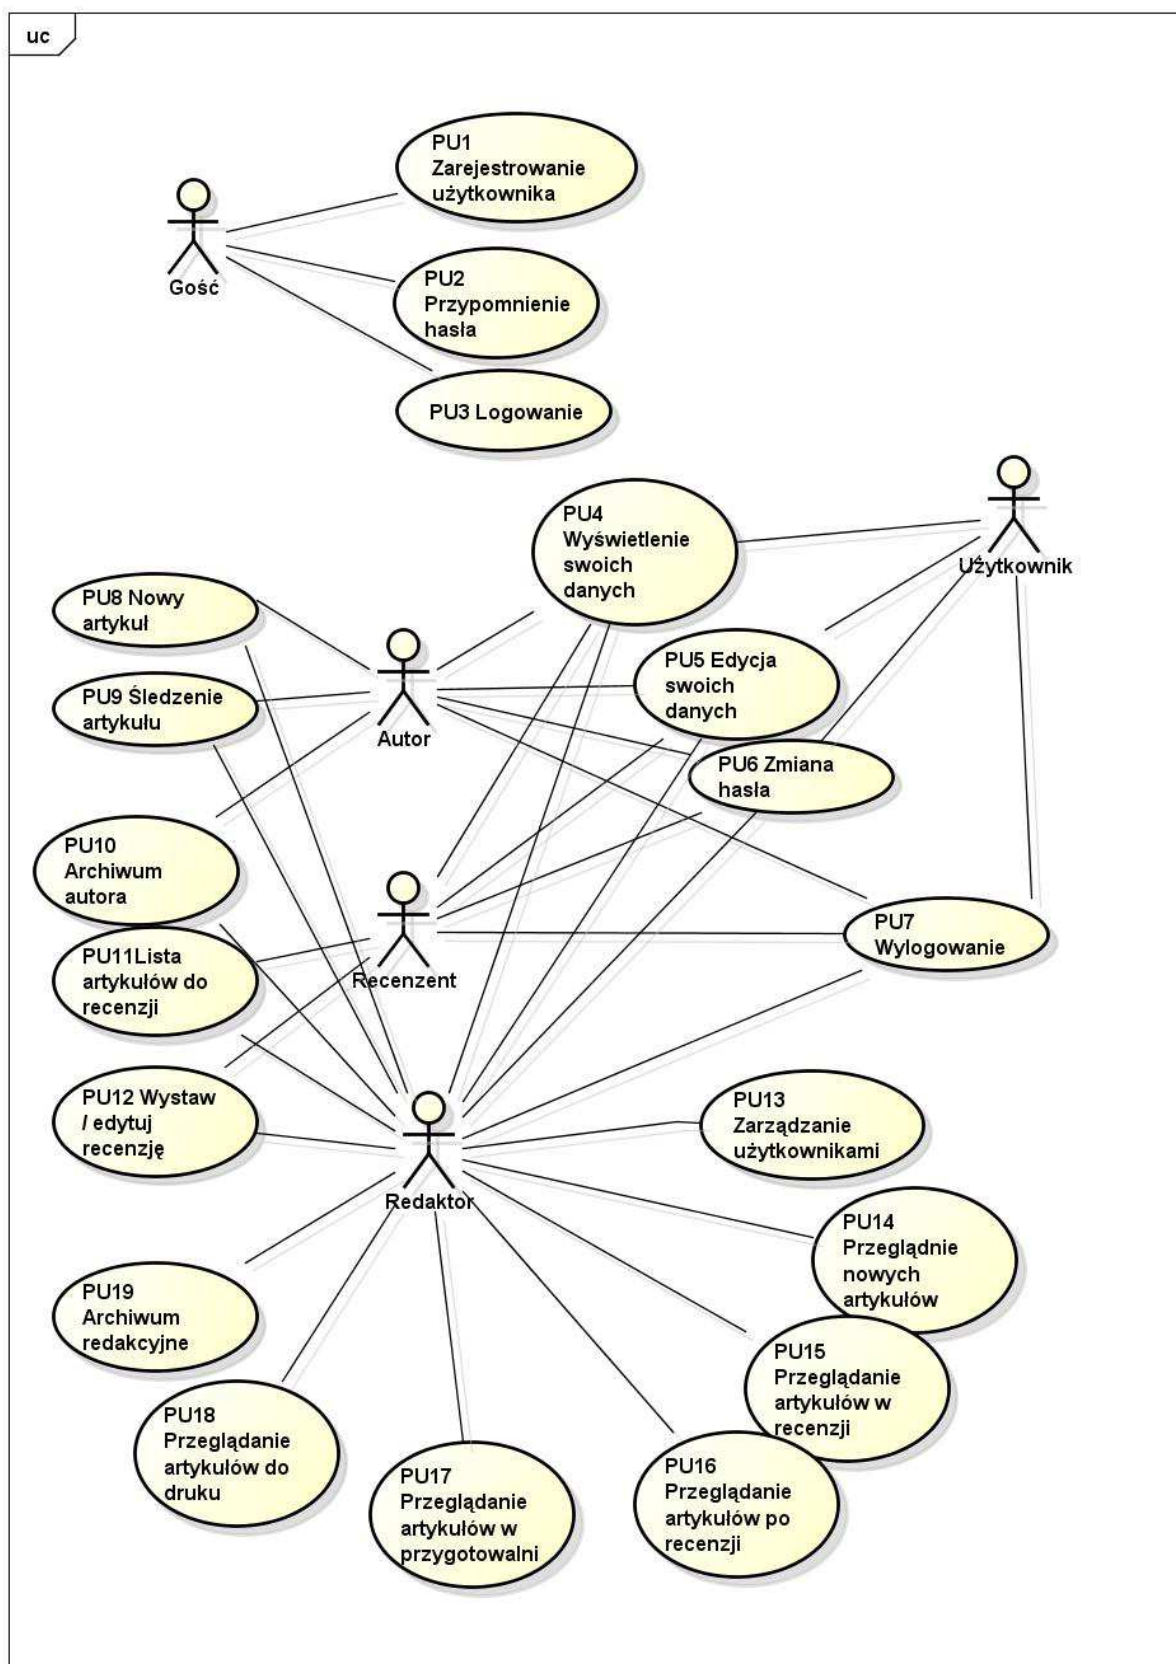 uc
PU1
Zarejestrowanie
użytkownika
Gość
PU2
Przypomnienie
hasła
PU3 Logowanie
PU4
Wyświetlenie
swoich
danych
Użytkownik
PU8 Nowy
artykuł
PU5 Edycja
swoich
danych
PU9 Śledzenie
artykułu
Autor
PU6 Zmiana
hasła
PU10
Archiwum
autora
PU7
Wylogowanie
PU11Lista
artykułów do
recenzji
Recenzent
PU12 Wystaw
/ edytuj
recenzję
PU13
Zarządzanie
użytkownikami
Redaktor
PU14
Przeglądnie
nowych
artykułów
PU19
Archiwum
redakcyjne
PU15
Przeglądanie
artykułów w
recenzji
PU18
Przeglądanie
artykułów do
druku
PU17
Przeglądanie
artykułów w
przygotowalni
PU16
Przeglądanie
artykułów po
recenzji